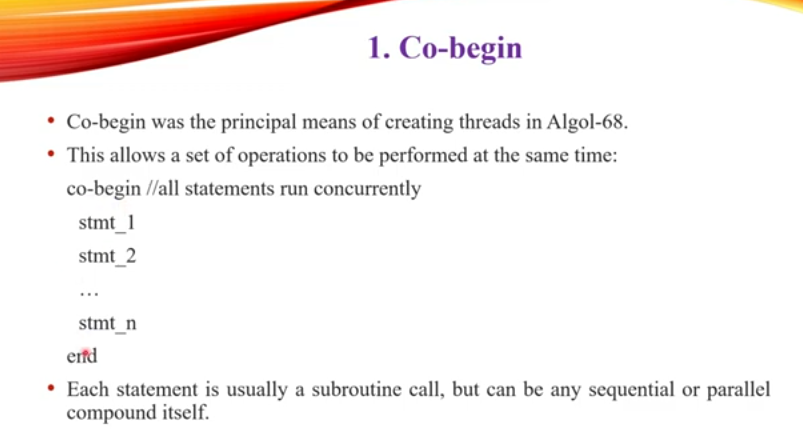 1. Co-begin
• Co-begin was the principal means of creating threads in Algol-68.
• This allows a set of operations to be performed at the same time:
co-begin //all statements run concurrently
stmt_1
stmt_2
…
stmt_n
end
• Each statement is usually a subroutine call, but can be any sequential or parallel
compound itself.